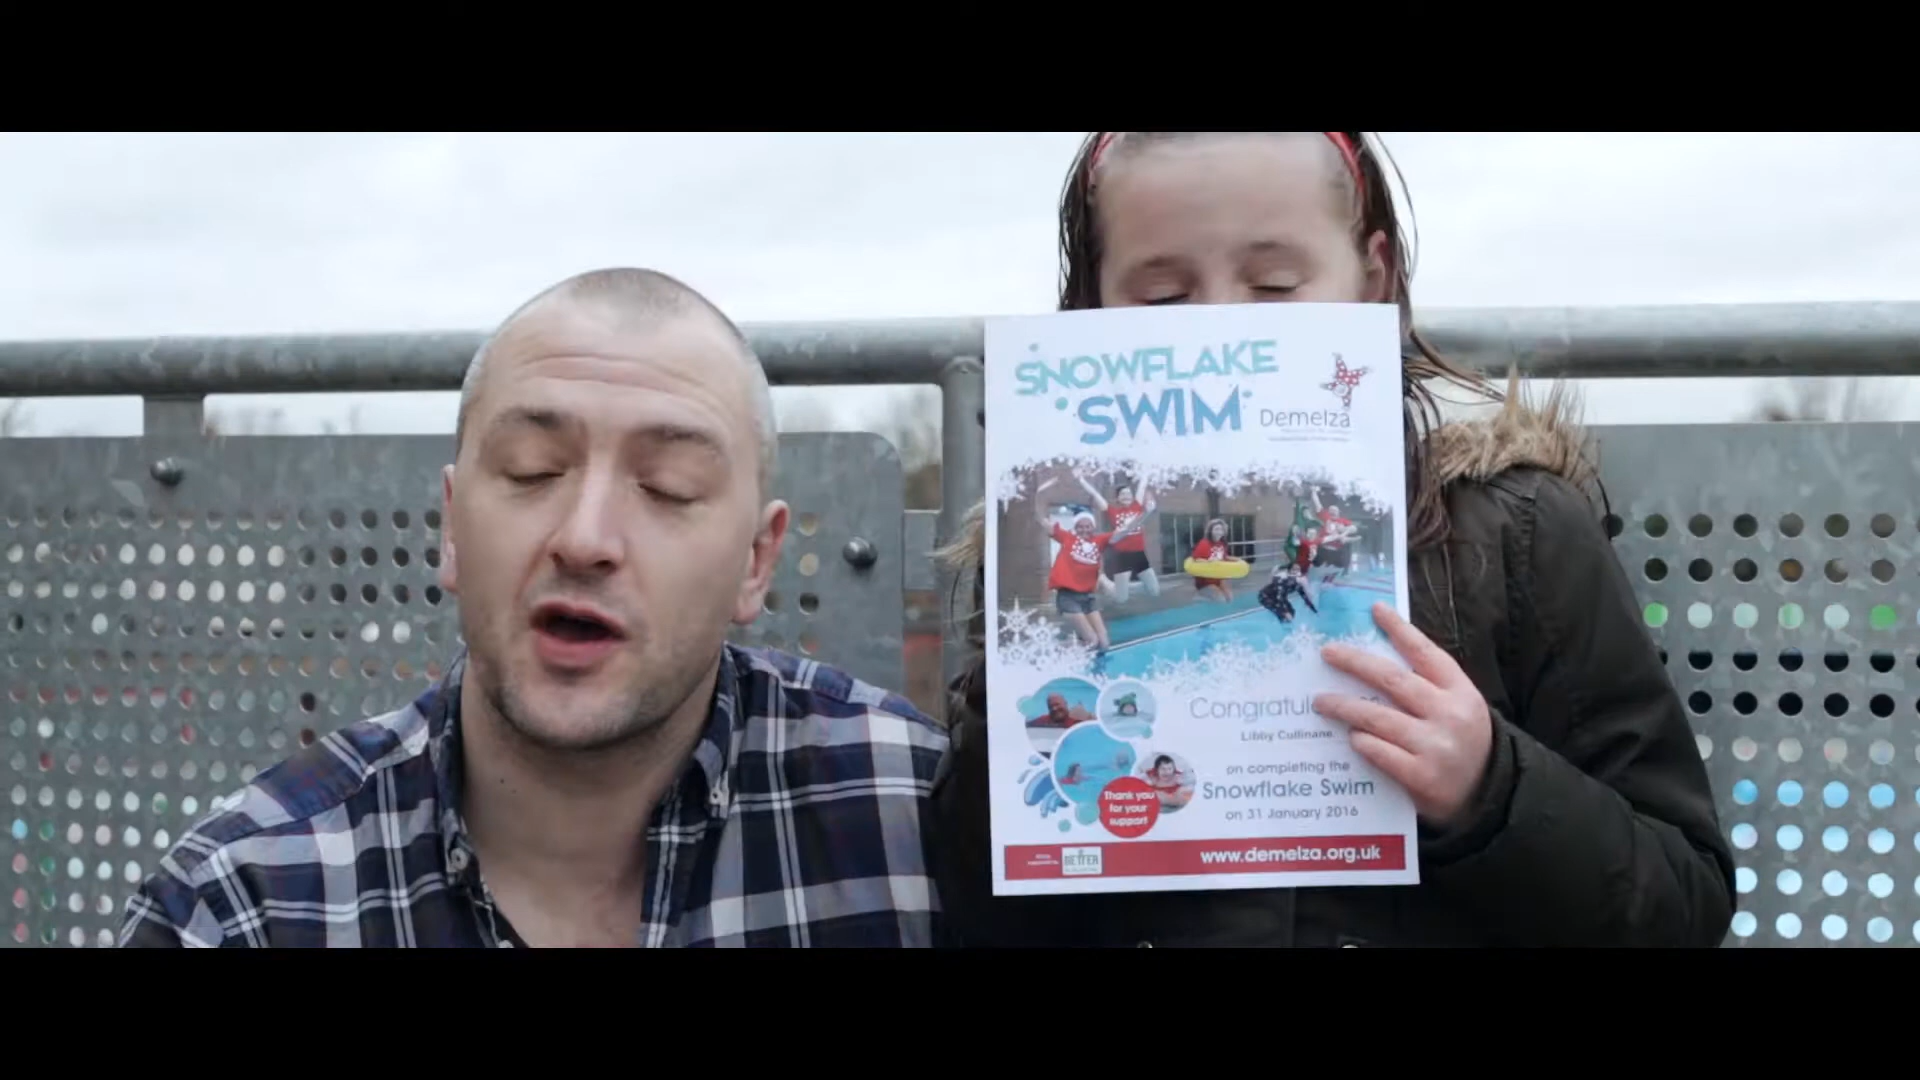 SNOWFLAKE
SWIM
Demelza
Congratul
Libby Cullinane
on completing the
Snowflake Swim
on 31 January 2016
Thank you
for your
support
BETTER
www.demelza.org.uk